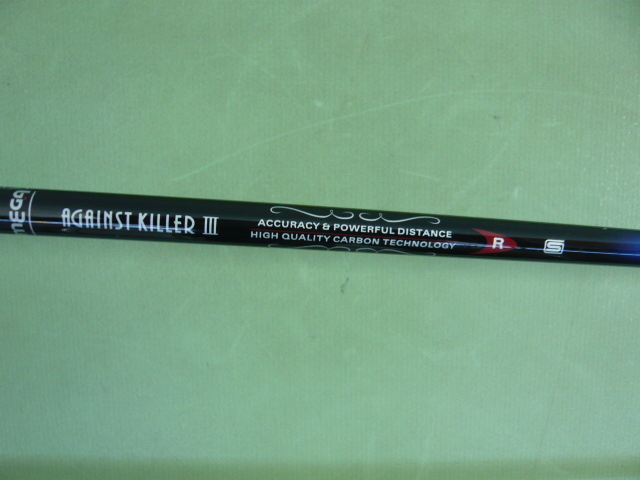 AGAINST KILLER III
ACCURACY & POWERFUL DISTANCE
HIGH QUALITY CARBON TECHNOLOGY
R
S